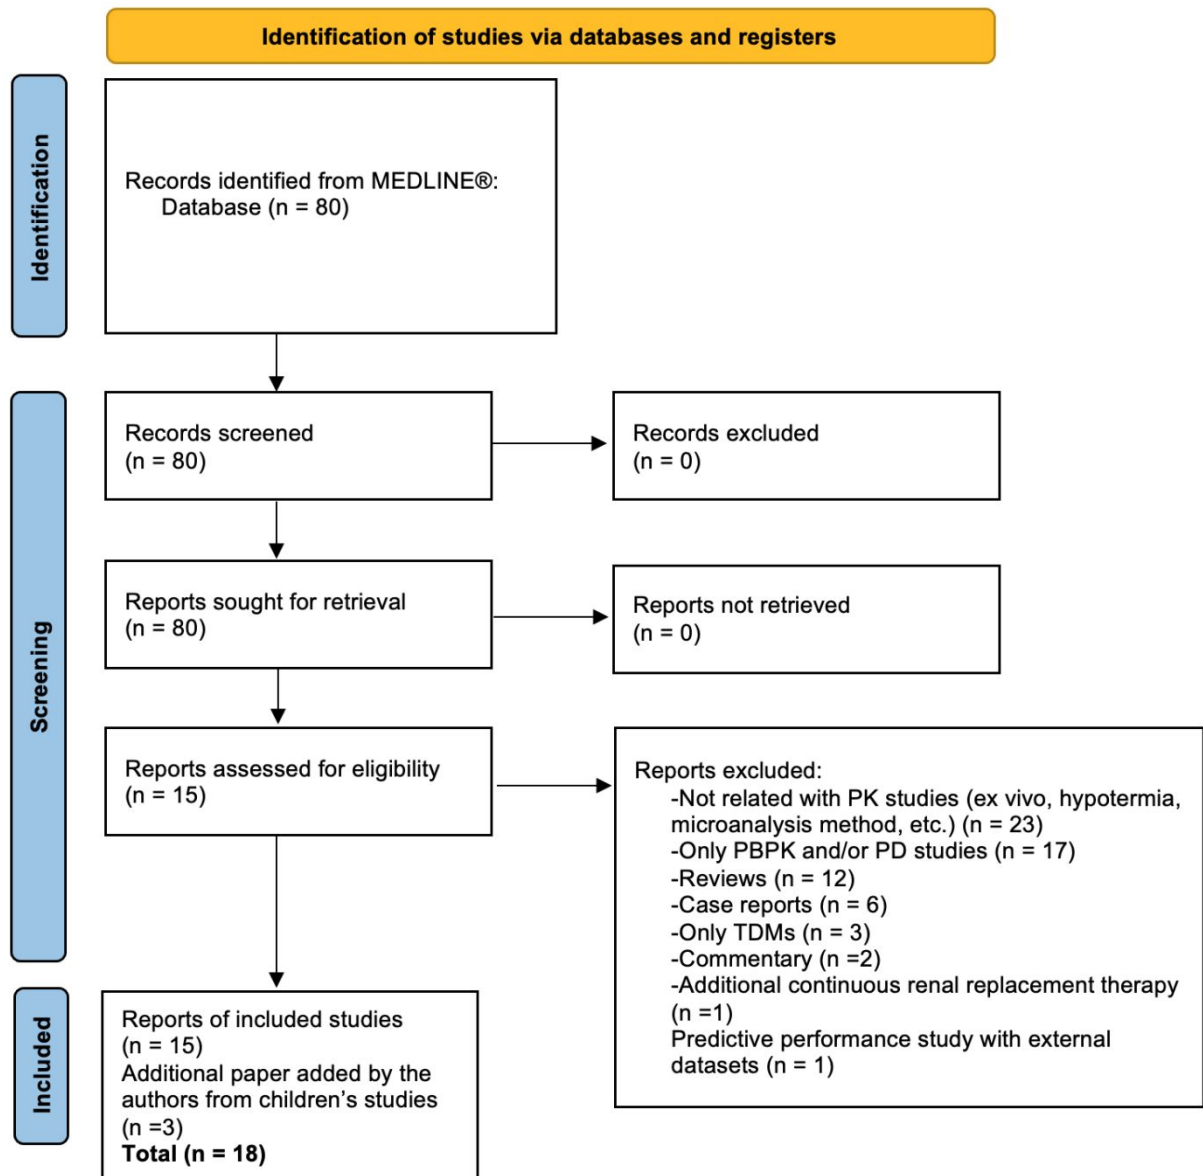 Identification of studies via databases and registers
Identification
Records identified from MEDLINE®:
Database (n = 80)
Screening
Records screened
(n = 80)
Records excluded
(n = 0)
Reports sought for retrieval
(n = 80)
Reports not retrieved
(n = 0)
Reports assessed for eligibility
(n = 15)
Reports excluded:
-Not related with PK studies (ex vivo, hypotermia,
microanalysis method, etc.) (n = 23)
-Only PBPK and/or PD studies (n = 17)
-Reviews (n = 12)
-Case reports (n = 6)
-Only TDMs (n = 3)
-Commentary (n =2)
-Additional continuous renal replacement therapy
(n =1)
Predictive performance study with external
datasets (n = 1)
Included
Reports of included studies
(n = 15)
Additional paper added by the
authors from children’s studies
(n =3)
Total (n = 18)